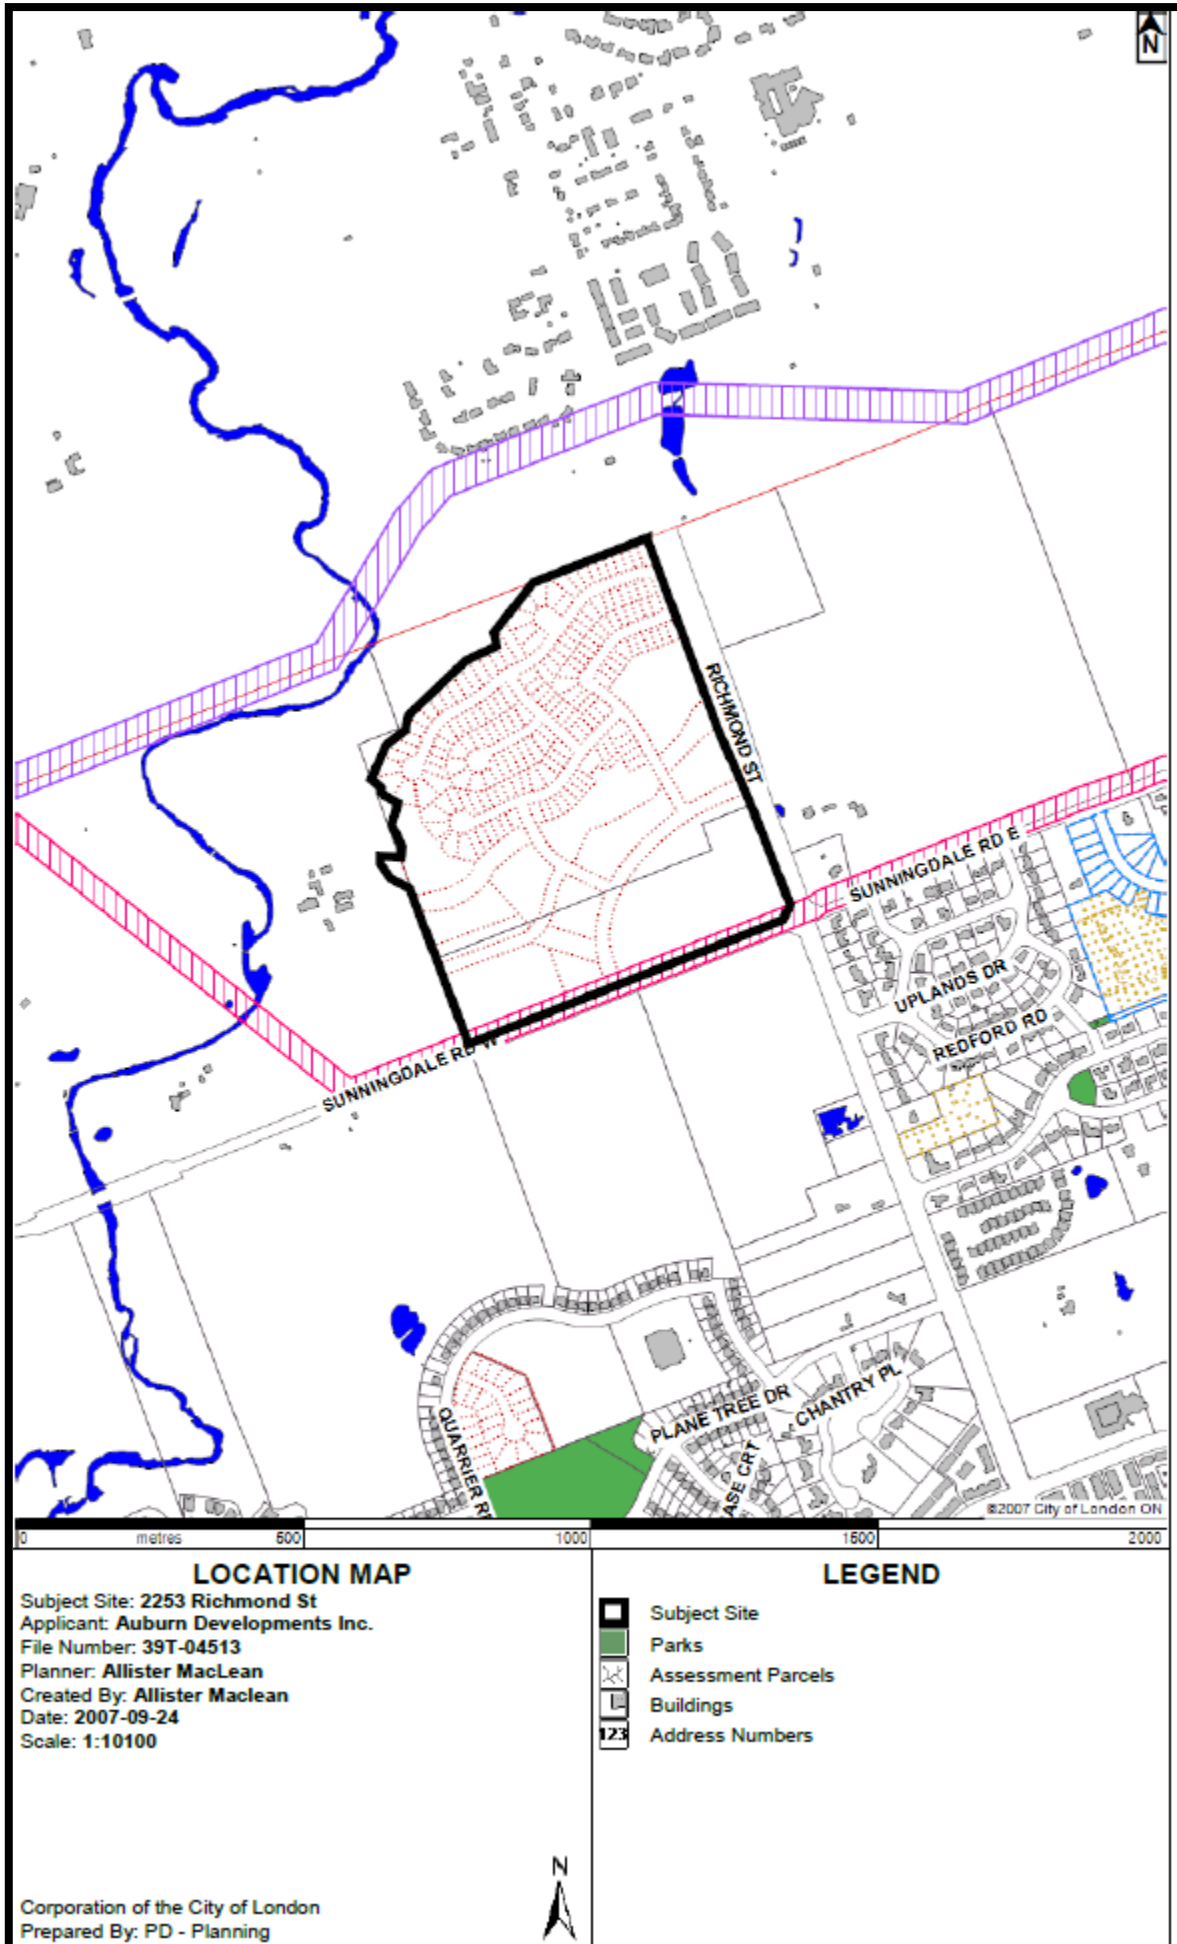 N
RICHMOND ST
SUNNINGDALE RD E
UPLANDS DR
REDFORD RD
SUNNINGDALE RD W
PLANE TREE DR
CHANTRY PL
QUARRIER R
ASE CRT
©2007 City of London ON
0 metres 500 1000 1500 2000
LOCATION MAP
Subject Site: 2253 Richmond St
Applicant: Auburn Developments Inc.
File Number: 39T-04513
Planner: Allister MacLean
Created By: Allister Maclean
Date: 2007-09-24
Scale: 1:10100
N
Corporation of the City of London
Prepared By: PD - Planning
LEGEND
Subject Site
Parks
Assessment Parcels
Buildings
123 Address Numbers